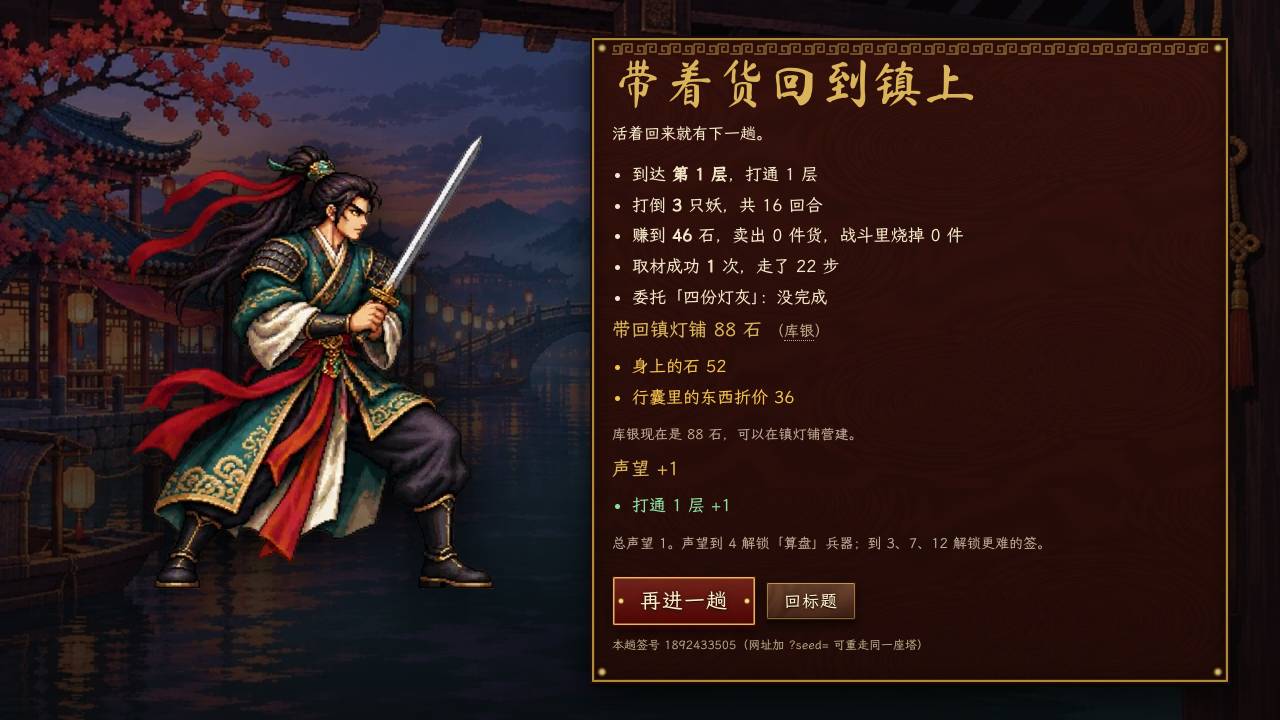 带着货回到镇上
活着回来就有下一趟。
• 到达 第 1 层，打通 1 层
• 打倒 3 只妖，共 16 回合
• 赚到 46 石，卖出 0 件货，战斗里烧掉 0 件
• 取材成功 1 次，走了 22 步
• 委托「四份灯灰」：没完成
带回镇灯铺 88 石 （库银）
• 身上的石 52
• 行囊里的东西折价 36
库银现在是 88 石，可以在镇灯铺营建。
声望 +1
• 打通 1 层 +1
总声望 1。声望到 4 解锁「算盘」兵器；到 3、7、12 解锁更难的签。
再进一趟 回标题
本趟签号 1892433505（网址加 ?seed= 可重走同一座塔）